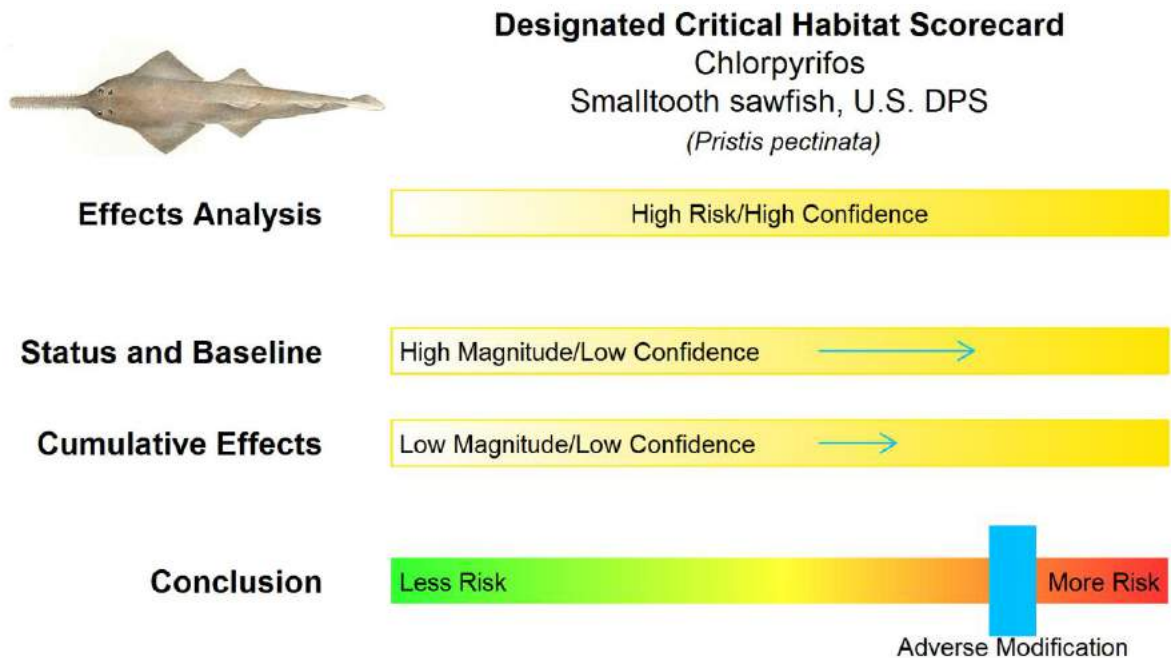 Designated Critical Habitat Scorecard
Chlorpyrifos
Smalltooth sawfish, U.S. DPS
(Pristis pectinata)
Effects Analysis
High Risk/High Confidence
Status and Baseline
High Magnitude/Low Confidence
Cumulative Effects
Low Magnitude/Low Confidence
Conclusion
Less Risk
More Risk
Adverse Modification